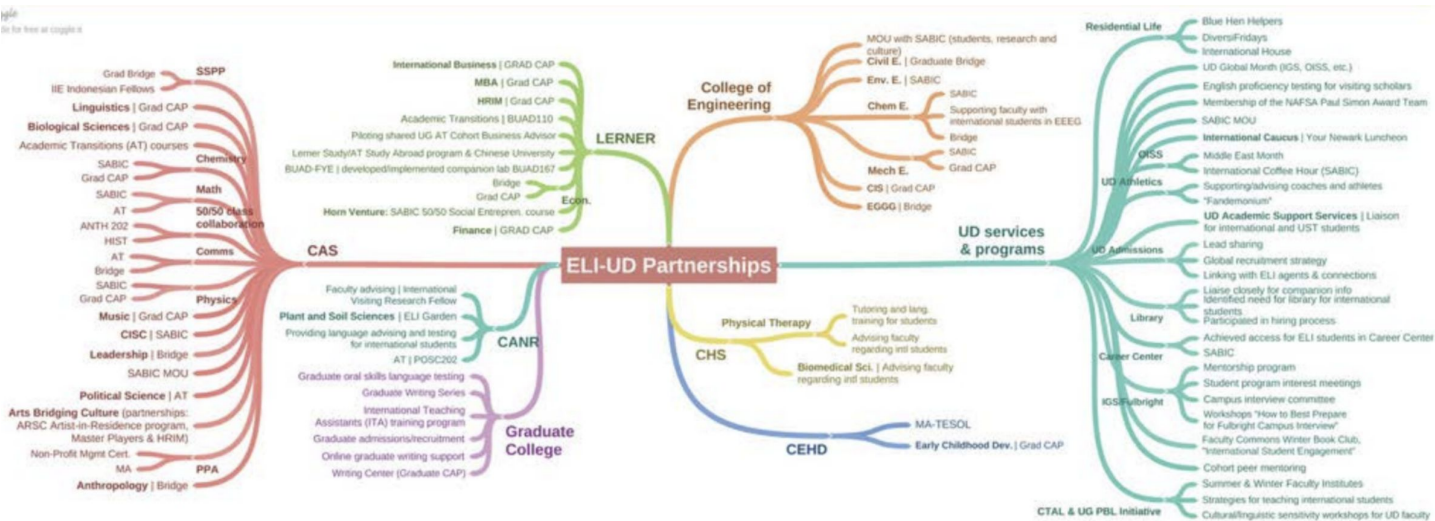 ggle
de for free at coggle.it
SSPP
Grad Bridge
IIE Indonesian Fellows
Linguistics | Grad CAP
Biological Sciences | Grad CAP
Academic Transitions (AT) courses
Chemistry
SABIC
Grad CAP
Math
SABIC
AT
50/50 class
collaboration
ANTH 202
HIST
Comms
AT
Bridge
Physics
SABIC
Grad CAP
Music | Grad CAP
CISC | SABIC
Leadership | Bridge
SABIC MOU
Political Science | AT
Arts Bridging Culture (partnerships:
ARSC Artist-in-Residence program,
Master Players & HRIM)
Non-Profit Mgmt Cert.
MA
PPA
Anthropology | Bridge
CAS
International Business | GRAD CAP
MBA | Grad CAP
HRIM | Grad CAP
Academic Transitions | BUAD110
Piloting shared UG AT Cohort Business Advisor
Lerner Study/AT Study Abroad program & Chinese University
BUAD-FYE | developed/implemented companion lab BUAD167
Bridge
Grad CAP
Econ.
Horn Venture: SABIC 50/50 Social Entrepren. course
Finance | GRAD CAP
LERNER
ELI-UD Partnerships
Faculty advising | International
Visiting Research Fellow
Plant and Soil Sciences | ELI Garden
Providing language advising and testing
for international students
AT | POSC202
CANR
Graduate oral skills language testing
Graduate Writing Series
International Teaching
Assistants (ITA) training program
Graduate admissions/recruitment
Online graduate writing support
Writing Center (Graduate CAP)
Graduate
College
College of
Engineering
MOU with SABIC (students, research and
culture)
Civil E. | Graduate Bridge
Env. E. | SABIC
Chem E.
SABIC
Supporting faculty with
international students in EEEG
Bridge
Mech E.
SABIC
Grad CAP
CIS | Grad CAP
EGGG | Bridge
CHS
Physical Therapy
Tutoring and lang.
training for students
Advising faculty
regarding intl students
Biomedical Sci. | Advising faculty
regarding intl students
CEHD
MA-TESOL
Early Childhood Dev. | Grad CAP
UD services
& programs
Residential Life
Blue Hen Helpers
DiversiFridays
International House
UD Global Month (IGS, OISS, etc.)
English proficiency testing for visiting scholars
Membership of the NAFSA Paul Simon Award Team
SABIC MOU
International Caucus | Your Newark Luncheon
OISS
Middle East Month
International Coffee Hour (SABIC)
UD Athletics
Supporting/advising coaches and athletes
"Fandemonium"
UD Academic Support Services | Liaison
for international and UST students
UD Admissions
Lead sharing
Global recruitment strategy
Linking with ELI agents & connections
Library
Liaise closely for companion info
Identified need for library for international
students
Participated in hiring process
Career Center
Achieved access for ELI students in Career Center
SABIC
IGS/Fulbright
Mentorship program
Student program interest meetings
Campus interview committee
Workshops "How to Best Prepare
for Fulbright Campus Interview"
Faculty Commons Winter Book Club,
"International Student Engagement"
Cohort peer mentoring
CTAL & UG PBL Initiative
Summer & Winter Faculty Institutes
Strategies for teaching international students
Cultural/linguistic sensitivity workshops for UD faculty